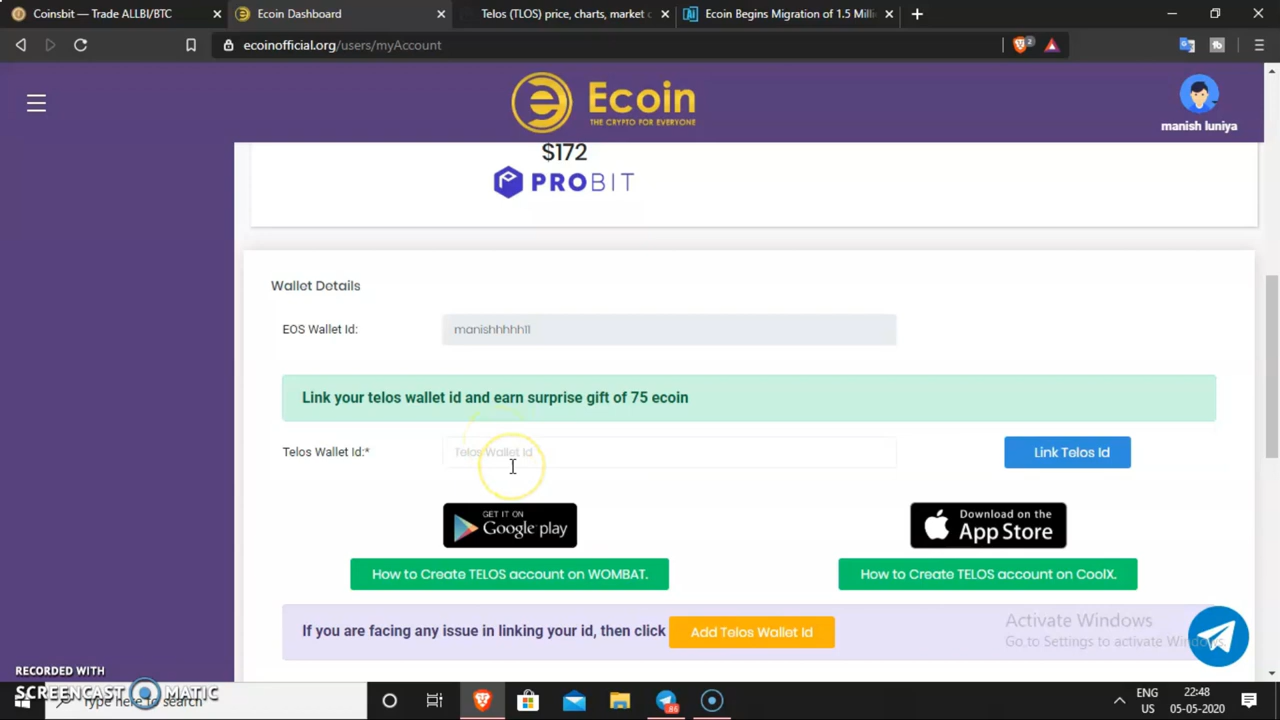 Coinsbit — Trade ALLBI/BTC
Ecoin Dashboard
Telos (TLOS) price, charts, market c
Ecoin Begins Migration of 1.5 Milli
ecoinofficial.org/users/myAccount
2
Ecoin
THE CRYPTO FOR EVERYONE
manish luniya
$172
PROBIT
Wallet Details
EOS Wallet Id:
manishhhhh11
Link your telos wallet id and earn surprise gift of 75 ecoin
Telos Wallet Id:*
Telos Wallet Id
Link Telos Id
GET IT ON
Google play
Download on the
App Store
How to Create TELOS account on WOMBAT.
How to Create TELOS account on CoolX.
If you are facing any issue in linking your id, then click
Add Telos Wallet Id
Activate Windows
Go to Settings to activate Windows.
RECORDED WITH
SCREENCAST MATIC
Type here to search
86
ENG
US
22:48
05-05-2020